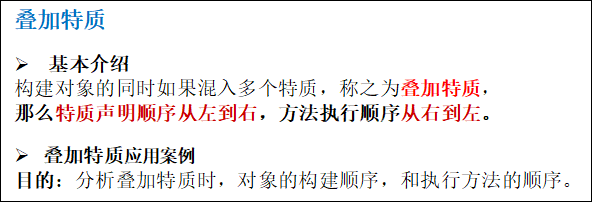 叠加特质
➢ 基本介绍
构建对象的同时如果混入多个特质，称之为叠加特质，
那么特质声明顺序从左到右，方法执行顺序从右到左。
➢ 叠加特质应用案例
目的：分析叠加特质时，对象的构建顺序，和执行方法的顺序。